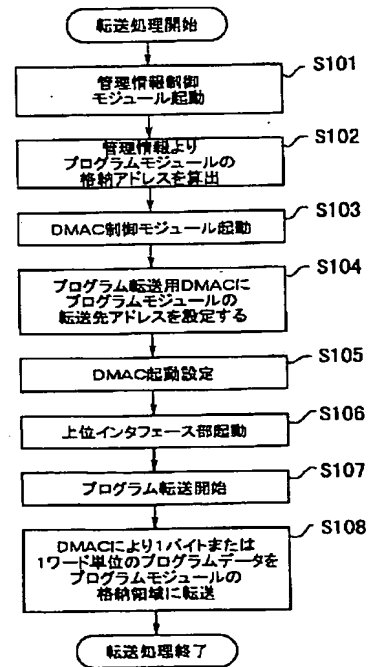 転送処理開始
S101
管理情報制御
モジュール起動
S102
管理情報より
プログラムモジュールの
格納アドレスを算出
S103
DMAC制御モジュール起動
S104
プログラム転送用DMACに
プログラムモジュールの
転送先アドレスを設定する
S105
DMAC起動設定
S106
上位インタフェース部起動
S107
プログラム転送開始
S108
DMACにより1バイトまたは
1ワード単位のプログラムデータを
プログラムモジュールの
格納領域に転送
転送処理終了